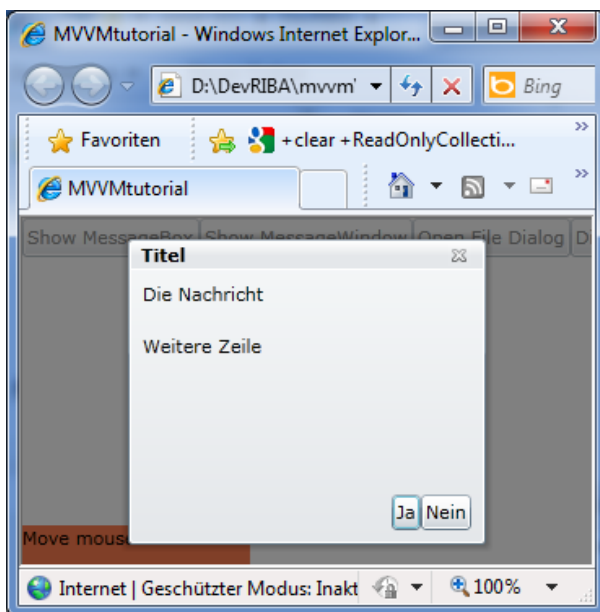 MVVMtutorial - Windows Internet Explor...
D:\DevRIBA\mvvm'
Bing
Favoriten
+clear +ReadOnlyCollecti...
MVVMtutorial
Show MessageBox Show MessageWindow Open File Dialog
Titel
Die Nachricht
Weitere Zeile
Ja Nein
Move mous
Internet | Geschützter Modus: Inakt
100%